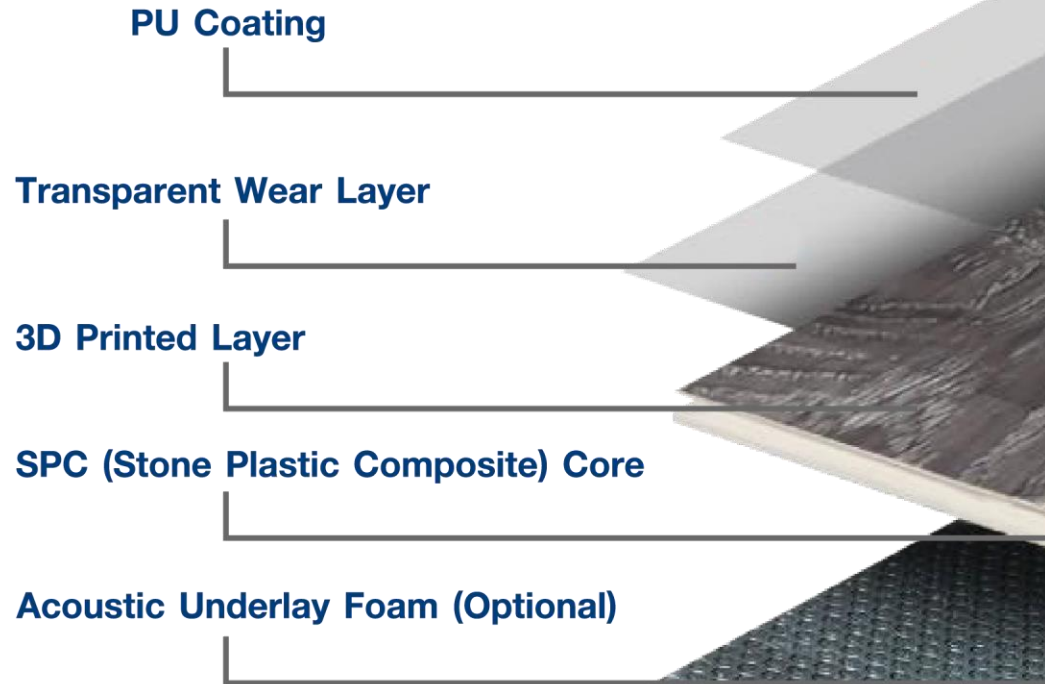 PU Coating
Transparent Wear Layer
3D Printed Layer
SPC (Stone Plastic Composite) Core
Acoustic Underlay Foam (Optional)